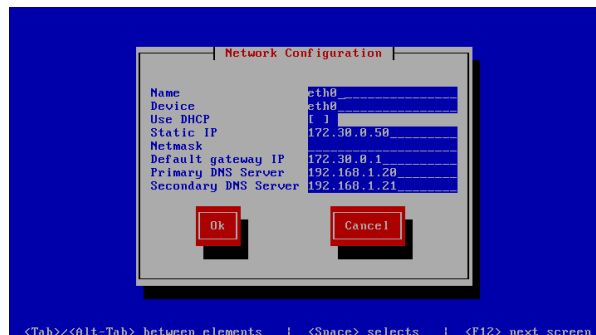 Network Configuration
Name eth0_
Device eth0
Use DHCP [ ]
Static IP 172.30.0.50
Netmask
Default gateway IP 172.30.0.1
Primary DNS Server 192.168.1.20
Secondary DNS Server 192.168.1.21
Ok Cancel
<Tab>/<Alt-Tab> between elements | <Space> selects | <F12> next screen